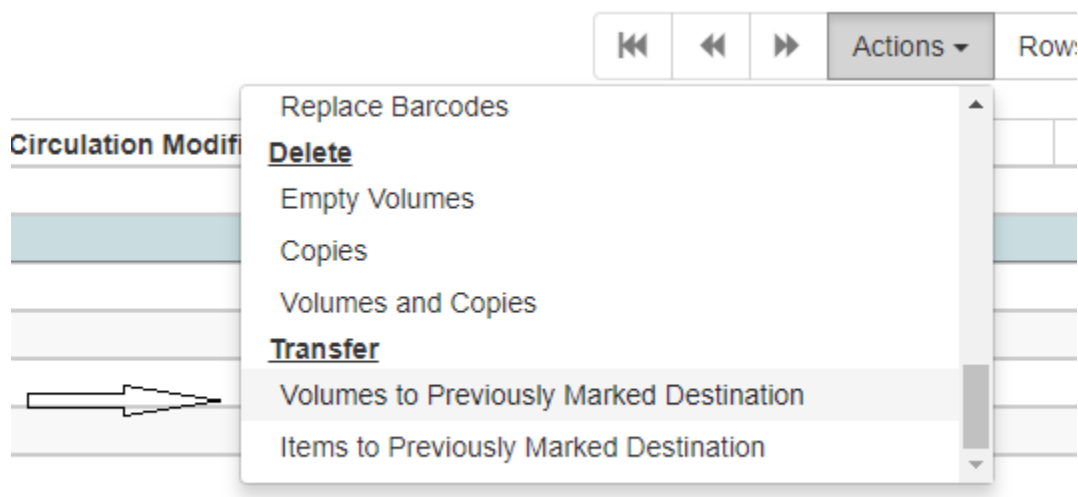 Actions
Rows
Replace Barcodes
Circulation Modifi
Delete
Empty Volumes
Copies
Volumes and Copies
Transfer
Volumes to Previously Marked Destination
Items to Previously Marked Destination